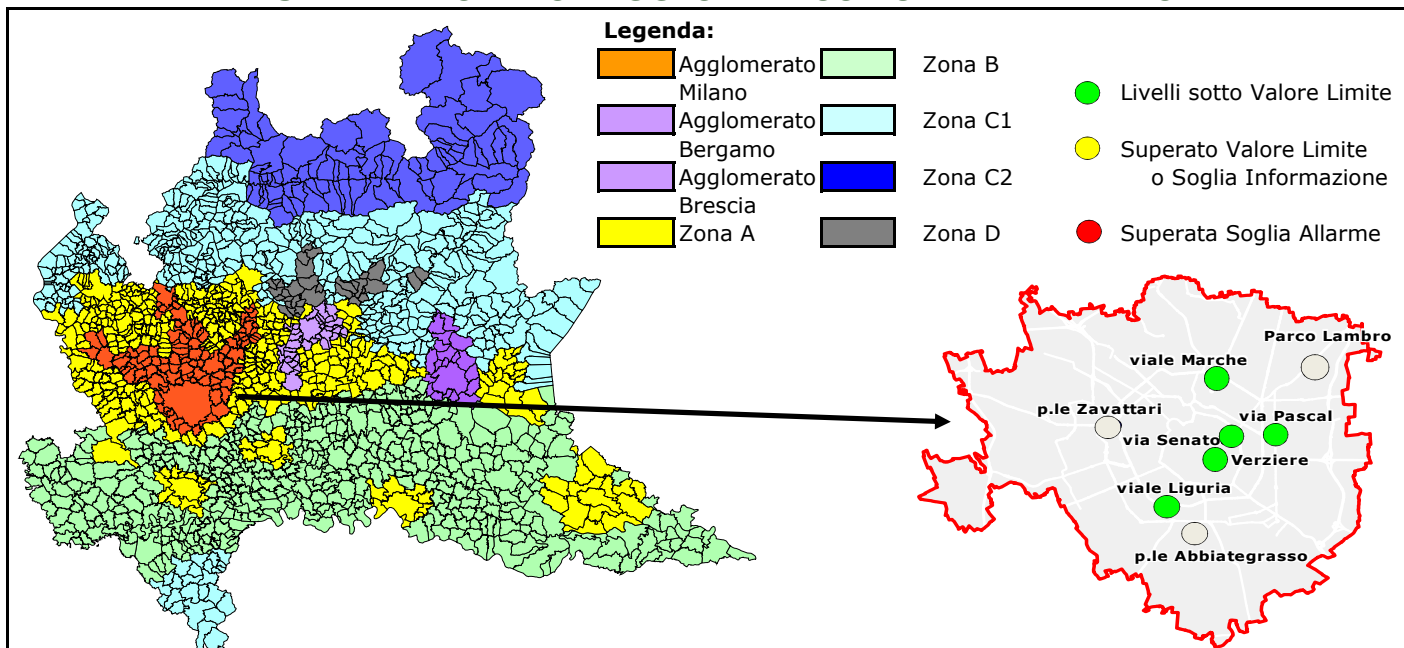 Legenda:
Agglomerato
Milano
Agglomerato
Bergamo
Agglomerato
Brescia
Zona A
Zona B
Zona C1
Zona C2
Zona D
Livelli sotto Valore Limite
Superato Valore Limite
o Soglia Informazione
Superata Soglia Allarme
Parco Lambro
viale Marche
p.le Zavattari
via Pascal
via Senato
Verziere
viale Liguria
p.le Abbiategrasso